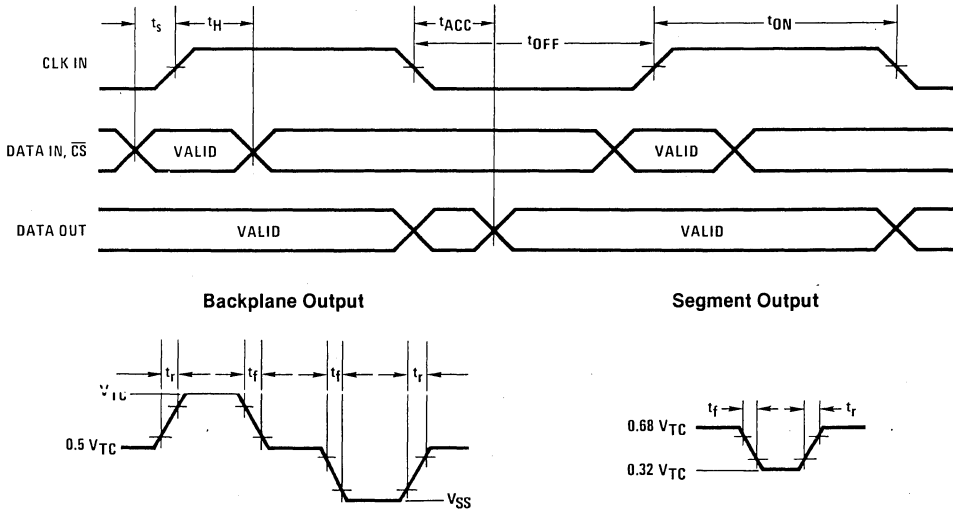 ts tH tACC tOFF tON
CLK IN
DATA IN, CS VALID VALID
DATA OUT VALID VALID
Backplane Output Segment Output
tr tf tf tr
VTC
0.5 VTC
VSS
tf tr
0.68 VTC
0.32 VTC